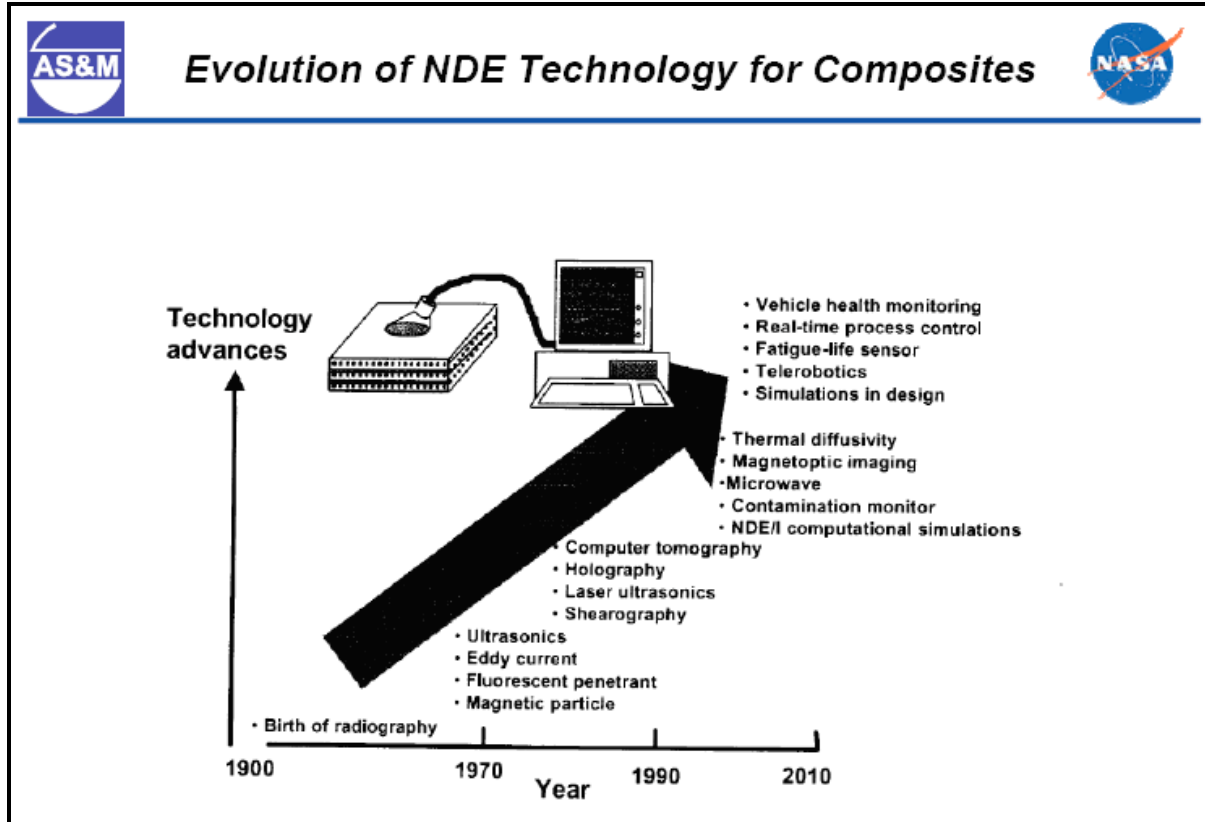 AS&M
Evolution of NDE Technology for Composites
NASA
Technology
advances
• Vehicle health monitoring
• Real-time process control
• Fatigue-life sensor
• Telerobotics
• Simulations in design
• Thermal diffusivity
• Magnetoptic imaging
•Microwave
• Contamination monitor
• NDE/I computational simulations
• Computer tomography
• Holography
• Laser ultrasonics
• Shearography
• Ultrasonics
• Eddy current
• Fluorescent penetrant
• Magnetic particle
• Birth of radiography
1900 1970 1990 2010
Year